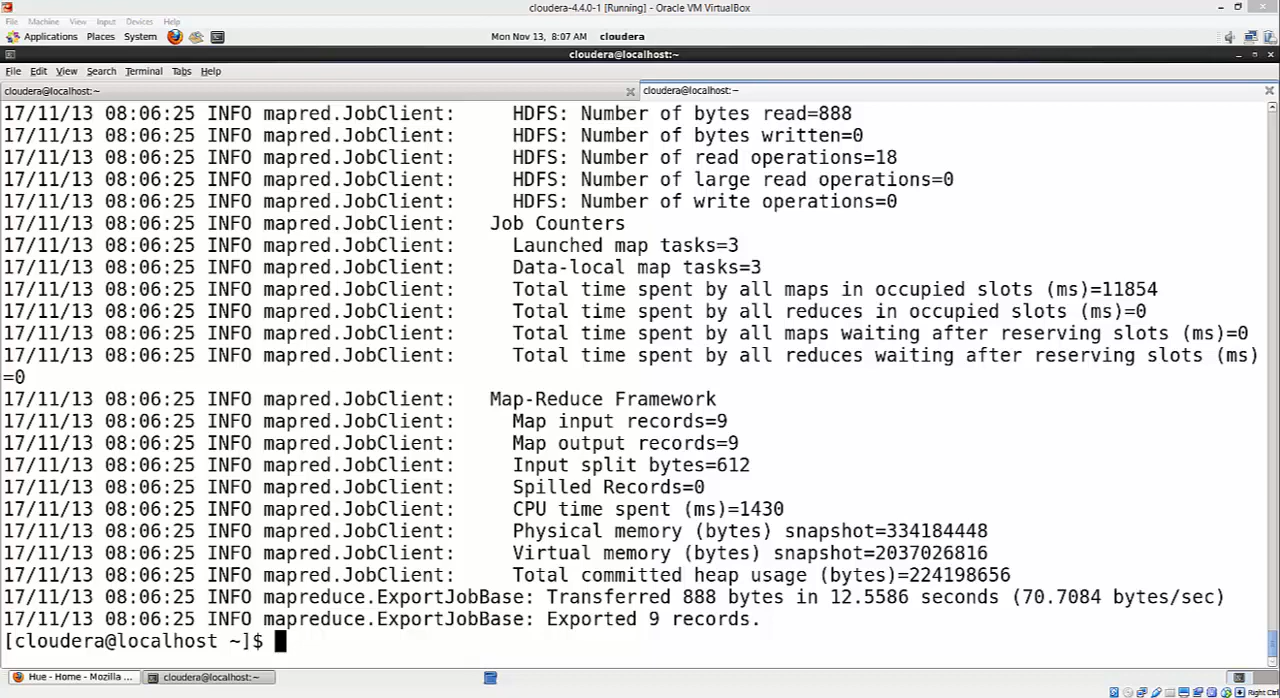 cloudera-4.4.0-1 [Running] - Oracle VM VirtualBox
File Machine View Input Devices Help
Applications Places System Mon Nov 13, 8:07 AM cloudera
cloudera@localhost:~
File Edit View Search Terminal Tabs Help
cloudera@localhost:~ cloudera@localhost:~
17/11/13 08:06:25 INFO mapred.JobClient: HDFS: Number of bytes read=888
17/11/13 08:06:25 INFO mapred.JobClient: HDFS: Number of bytes written=0
17/11/13 08:06:25 INFO mapred.JobClient: HDFS: Number of read operations=18
17/11/13 08:06:25 INFO mapred.JobClient: HDFS: Number of large read operations=0
17/11/13 08:06:25 INFO mapred.JobClient: HDFS: Number of write operations=0
17/11/13 08:06:25 INFO mapred.JobClient: Job Counters
17/11/13 08:06:25 INFO mapred.JobClient: Launched map tasks=3
17/11/13 08:06:25 INFO mapred.JobClient: Data-local map tasks=3
17/11/13 08:06:25 INFO mapred.JobClient: Total time spent by all maps in occupied slots (ms)=11854
17/11/13 08:06:25 INFO mapred.JobClient: Total time spent by all reduces in occupied slots (ms)=0
17/11/13 08:06:25 INFO mapred.JobClient: Total time spent by all maps waiting after reserving slots (ms)=0
17/11/13 08:06:25 INFO mapred.JobClient: Total time spent by all reduces waiting after reserving slots (ms)
=0
17/11/13 08:06:25 INFO mapred.JobClient: Map-Reduce Framework
17/11/13 08:06:25 INFO mapred.JobClient: Map input records=9
17/11/13 08:06:25 INFO mapred.JobClient: Map output records=9
17/11/13 08:06:25 INFO mapred.JobClient: Input split bytes=612
17/11/13 08:06:25 INFO mapred.JobClient: Spilled Records=0
17/11/13 08:06:25 INFO mapred.JobClient: CPU time spent (ms)=1430
17/11/13 08:06:25 INFO mapred.JobClient: Physical memory (bytes) snapshot=334184448
17/11/13 08:06:25 INFO mapred.JobClient: Virtual memory (bytes) snapshot=2037026816
17/11/13 08:06:25 INFO mapred.JobClient: Total committed heap usage (bytes)=224198656
17/11/13 08:06:25 INFO mapreduce.ExportJobBase: Transferred 888 bytes in 12.5586 seconds (70.7084 bytes/sec)
17/11/13 08:06:25 INFO mapreduce.ExportJobBase: Exported 9 records.
[cloudera@localhost ~]$
Hue - Home - Mozilla ... cloudera@localhost:~
Right Ctrl